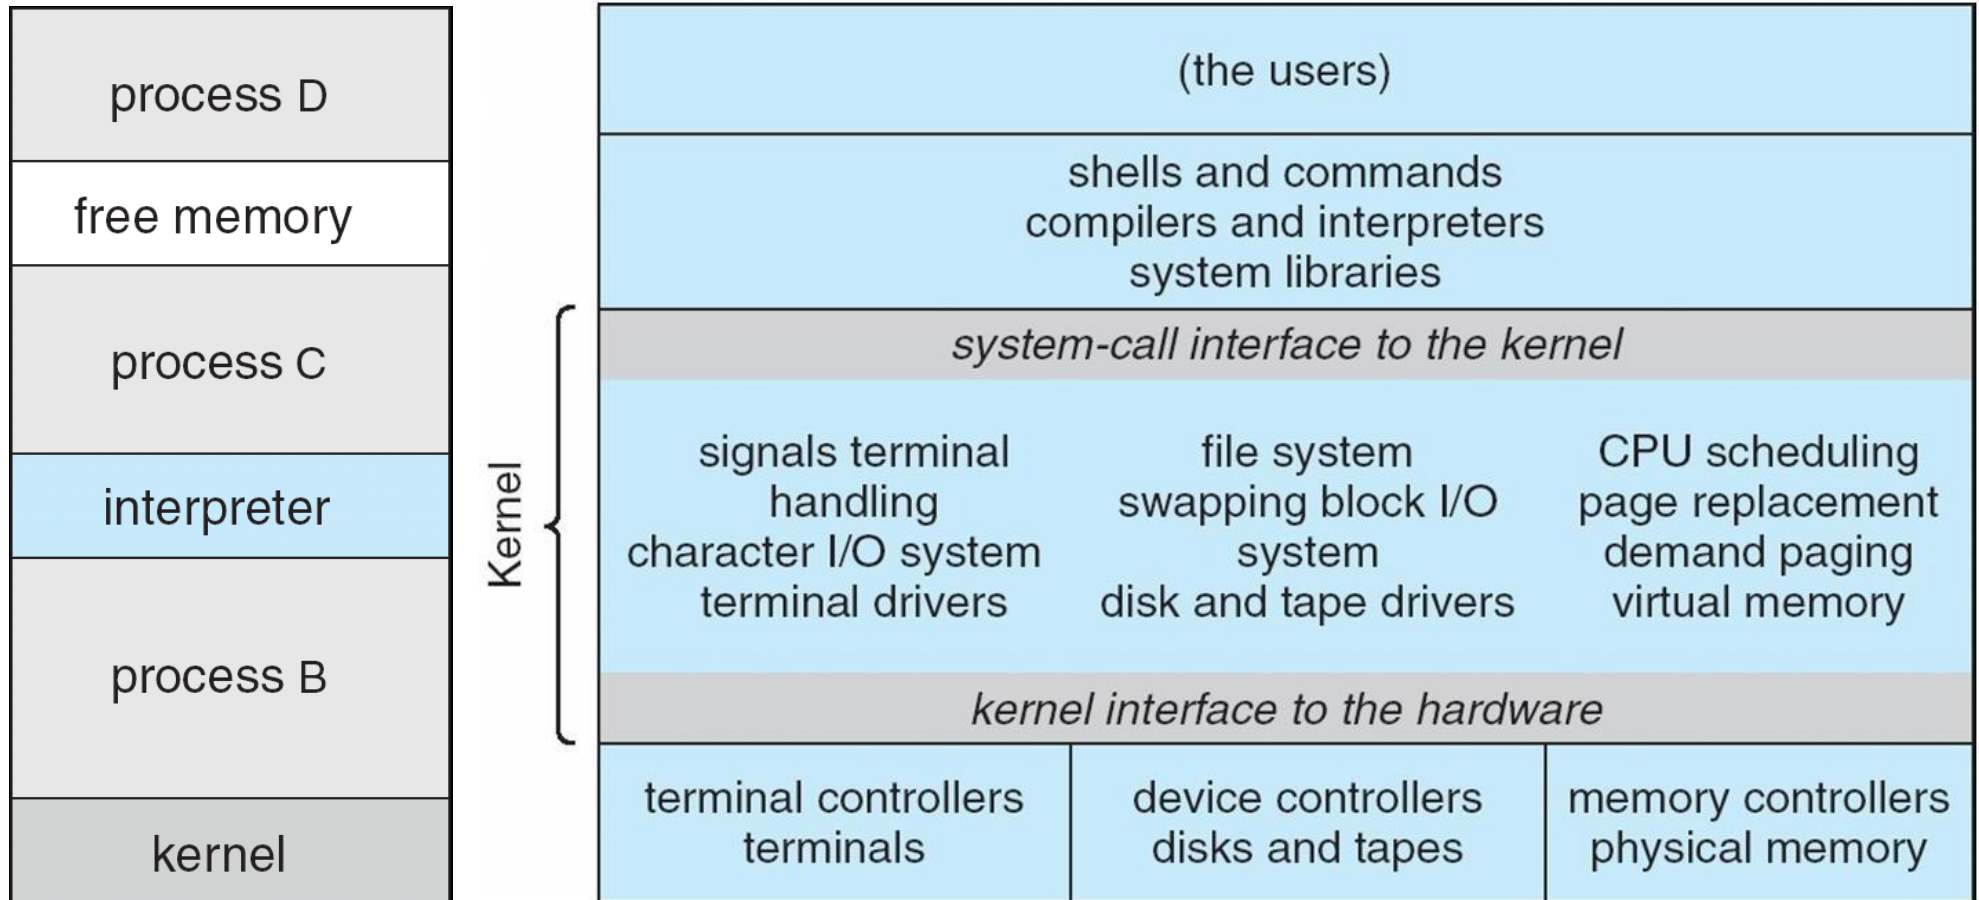 process D
free memory
process C
interpreter
process B
kernel
Kernel
(the users)
shells and commands
compilers and interpreters
system libraries
system-call interface to the kernel
signals terminal
handling
character I/O system
terminal drivers
file system
swapping block I/O
system
disk and tape drivers
CPU scheduling
page replacement
demand paging
virtual memory
kernel interface to the hardware
terminal controllers
terminals
device controllers
disks and tapes
memory controllers
physical memory